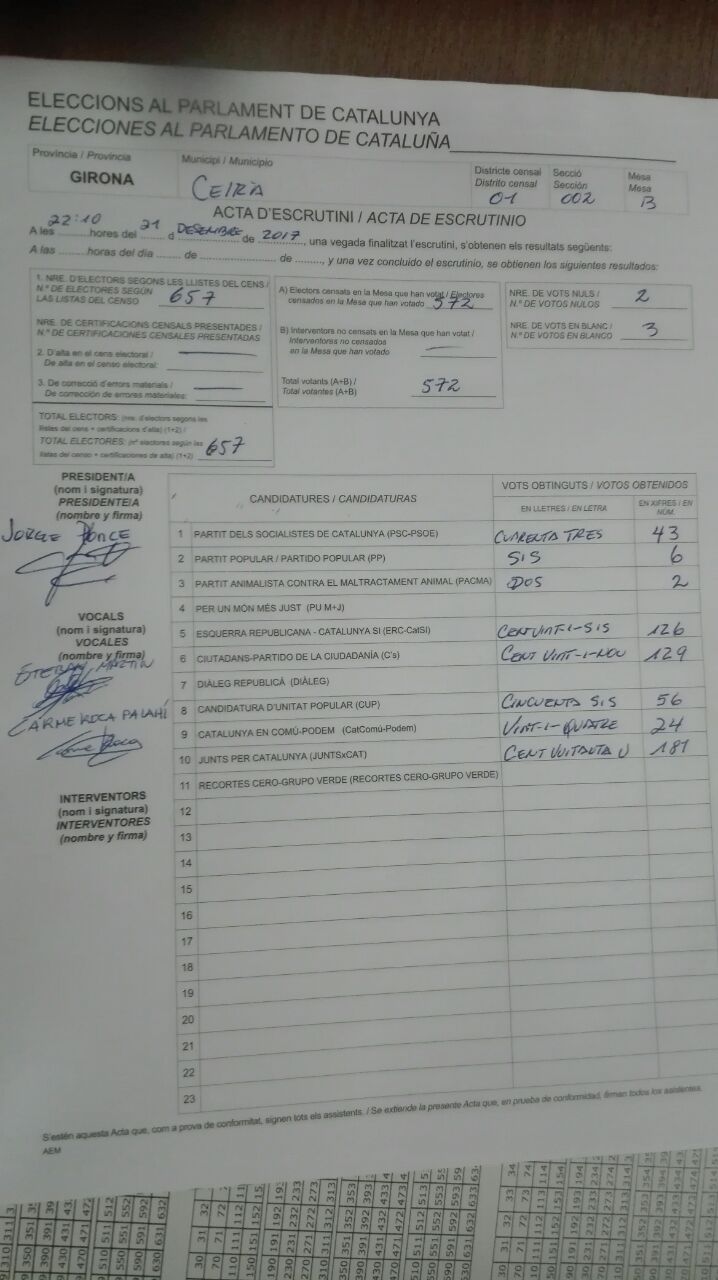 ELECCIONS AL PARLAMENT DE CATALUNYA
ELECCIONES AL PARLAMENTO DE CATALUÑA
Provincia / Provincia
GIRONA
Municipi / Municipio
CElRÀ
Districte censal
Distrito censal
01
Secció
Sección
002
Mesa
Mesa
B
ACTA D'ESCRUTINI / ACTA DE ESCRUTINIO
A les 22:10 hores del 21 d DESEMBRE de 2017, una vegada finalitzat l'escrutini, s'obtenen els resultats següents:
A las ..........horas del día .......... de .................... de .........., y una vez concluido el escrutinio, se obtienen los siguientes resultados:
1. NRE. D'ELECTORS SEGONS LES LLISTES DEL CENS /
N.º DE ELECTORES SEGÚN
LAS LISTAS DEL CENSO 657
NRE. DE CERTIFICACIONS CENSALS PRESENTADES /
N.º DE CERTIFICACIONES CENSALES PRESENTADAS
2. D'alta en el cens electoral /
De alta en el censo electoral:
3. De correcció d'errors materials /
De corrección de errores materiales:
TOTAL ELECTORS: (nre. d'electors segons les
llistes del cens + certificacions d'alta) (1+2) /
TOTAL ELECTORES: (nº electores según las
listas del censo + certificaciones de alta) (1+2) 657
A) Electors censats en la Mesa que han votat / Electores
censados en la Mesa que han votado 572
B) Interventors no censats en la Mesa que han votat /
Interventores no censados
en la Mesa que han votado
Total votants (A+B) /
Total votantes (A+B) 572
NRE. DE VOTS NULS /
N.º DE VOTOS NULOS 2
NRE. DE VOTS EN BLANC /
N.º DE VOTOS EN BLANCO 3
PRESIDENT/A
(nom i signatura)
PRESIDENTE/A
(nombre y firma)
JORGE PONCE
VOCALS
(nom i signatura)
VOCALES
(nombre y firma)
ESTEBAN MARTIN
CARME ROCA PALAHÍ
INTERVENTORS
(nom i signatura)
INTERVENTORES
(nombre y firma)
CANDIDATURES / CANDIDATURAS
VOTS OBTINGUTS / VOTOS OBTENIDOS
EN LLETRES / EN LETRA
EN XIFRES / EN NÚM.
1 PARTIT DELS SOCIALISTES DE CATALUNYA (PSC-PSOE) CUARENTA TRES 43
2 PARTIT POPULAR / PARTIDO POPULAR (PP) SIS 6
3 PARTIT ANIMALISTA CONTRA EL MALTRACTAMENT ANIMAL (PACMA) DOS 2
4 PER UN MÓN MÉS JUST (PU M+J)
5 ESQUERRA REPUBLICANA - CATALUNYA SI (ERC-CatSI) CENTVINT-I-SIS 126
6 CIUTADANS-PARTIDO DE LA CIUDADANÍA (C's) CENT VINT-I-NOU 129
7 DIÀLEG REPUBLICÀ (DIÀLEG)
8 CANDIDATURA D'UNITAT POPULAR (CUP) CINCUENTA SIS 56
9 CATALUNYA EN COMÚ-PODEM (CatComú-Podem) VINT-I-QUATRE 24
10 JUNTS PER CATALUNYA (JUNTSxCAT) CENT VUITANTA U 181
11 RECORTES CERO-GRUPO VERDE (RECORTES CERO-GRUPO VERDE)
12
13
14
15
16
17
18
19
20
21
22
23
S'estén aquesta Acta que, com a prova de conformitat, signen tots els assistents. / Se extiende la presente Acta que, en prueba de conformidad, firman todos los asistentes.
AEM